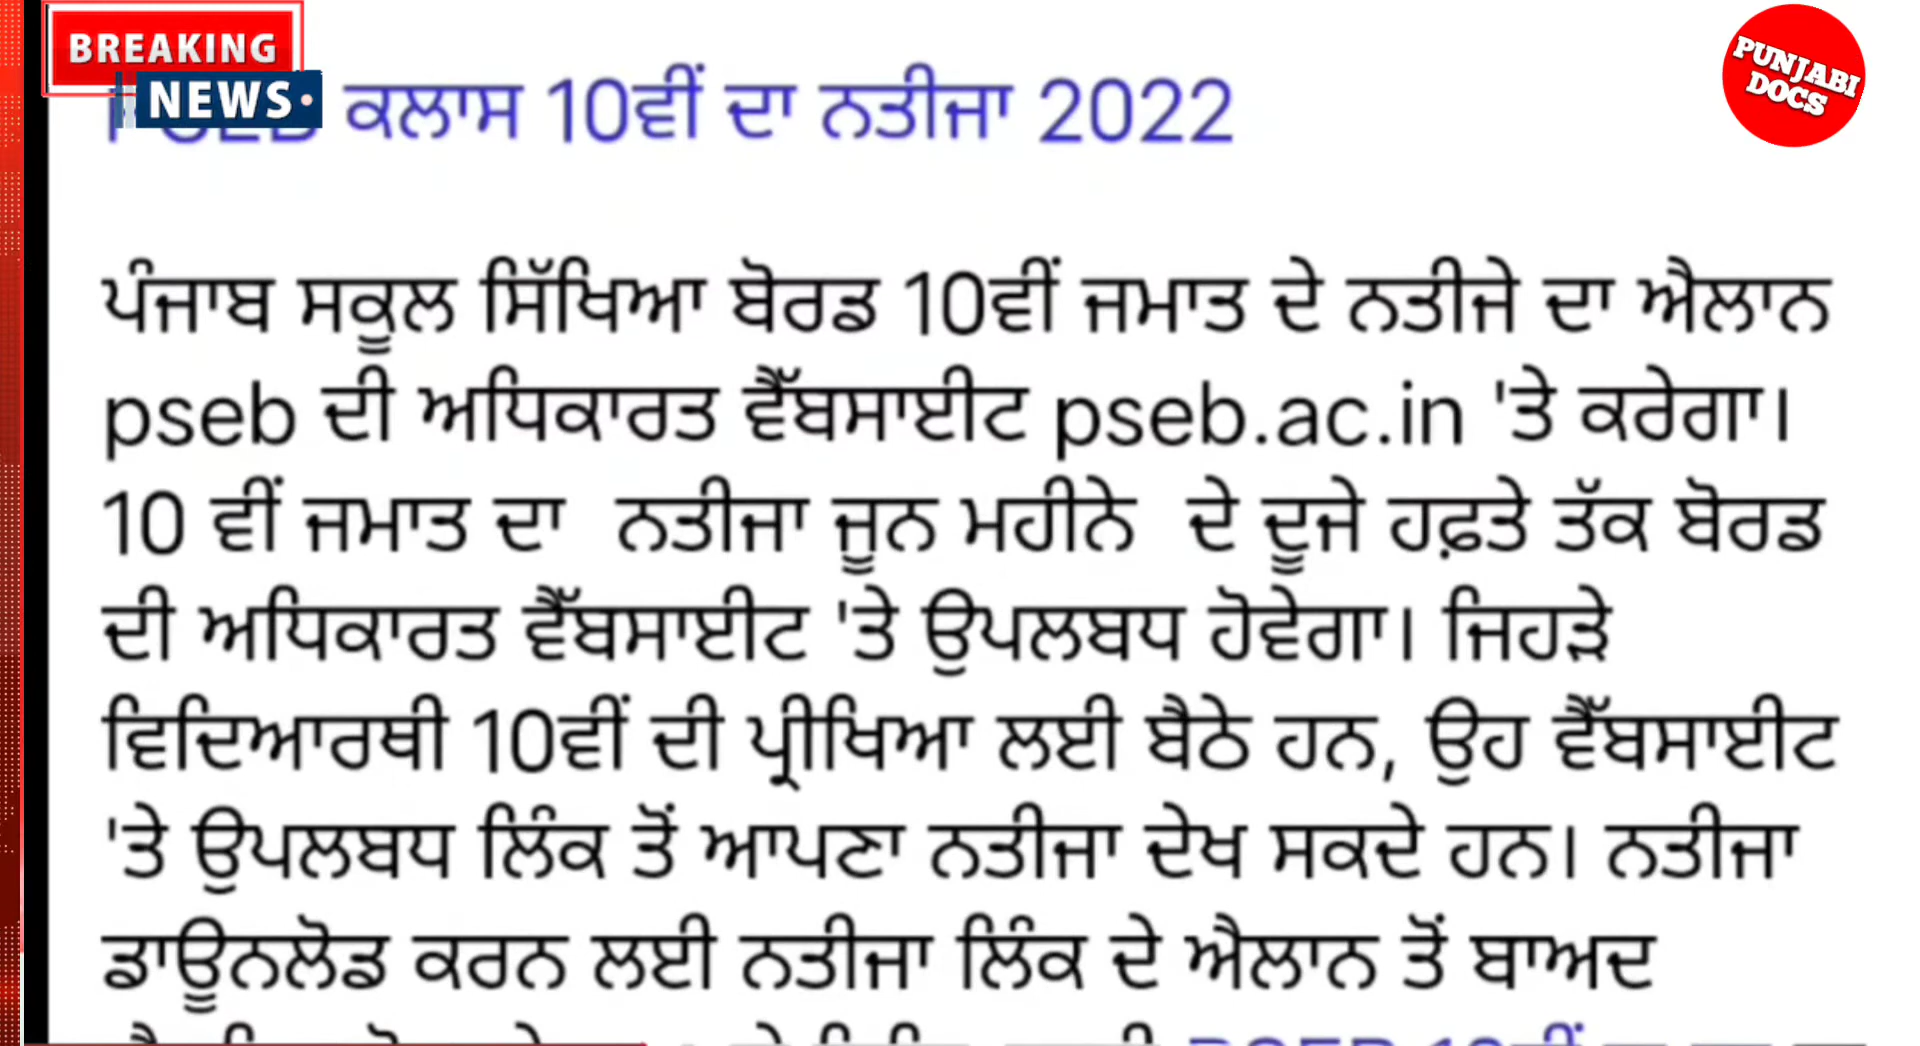 BREAKING
NEWS
PUNJABI
DOCS
ਕਲਾਸ 10ਵੀਂ ਦਾ ਨਤੀਜਾ 2022
ਪੰਜਾਬ ਸਕੂਲ ਸਿੱਖਿਆ ਬੋਰਡ 10ਵੀਂ ਜਮਾਤ ਦੇ ਨਤੀਜੇ ਦਾ ਐਲਾਨ
pseb ਦੀ ਅਧਿਕਾਰਤ ਵੈੱਬਸਾਈਟ pseb.ac.in 'ਤੇ ਕਰੇਗਾ।
10 ਵੀਂ ਜਮਾਤ ਦਾ ਨਤੀਜਾ ਜੂਨ ਮਹੀਨੇ ਦੇ ਦੂਜੇ ਹਫ਼ਤੇ ਤੱਕ ਬੋਰਡ
ਦੀ ਅਧਿਕਾਰਤ ਵੈੱਬਸਾਈਟ 'ਤੇ ਉਪਲਬਧ ਹੋਵੇਗਾ। ਜਿਹੜੇ
ਵਿਦਿਆਰਥੀ 10ਵੀਂ ਦੀ ਪ੍ਰੀਖਿਆ ਲਈ ਬੈਠੇ ਹਨ, ਉਹ ਵੈੱਬਸਾਈਟ
'ਤੇ ਉਪਲਬਧ ਲਿੰਕ ਤੋਂ ਆਪਣਾ ਨਤੀਜਾ ਦੇਖ ਸਕਦੇ ਹਨ। ਨਤੀਜਾ
ਡਾਊਨਲੋਡ ਕਰਨ ਲਈ ਨਤੀਜਾ ਲਿੰਕ ਦੇ ਐਲਾਨ ਤੋਂ ਬਾਅਦ